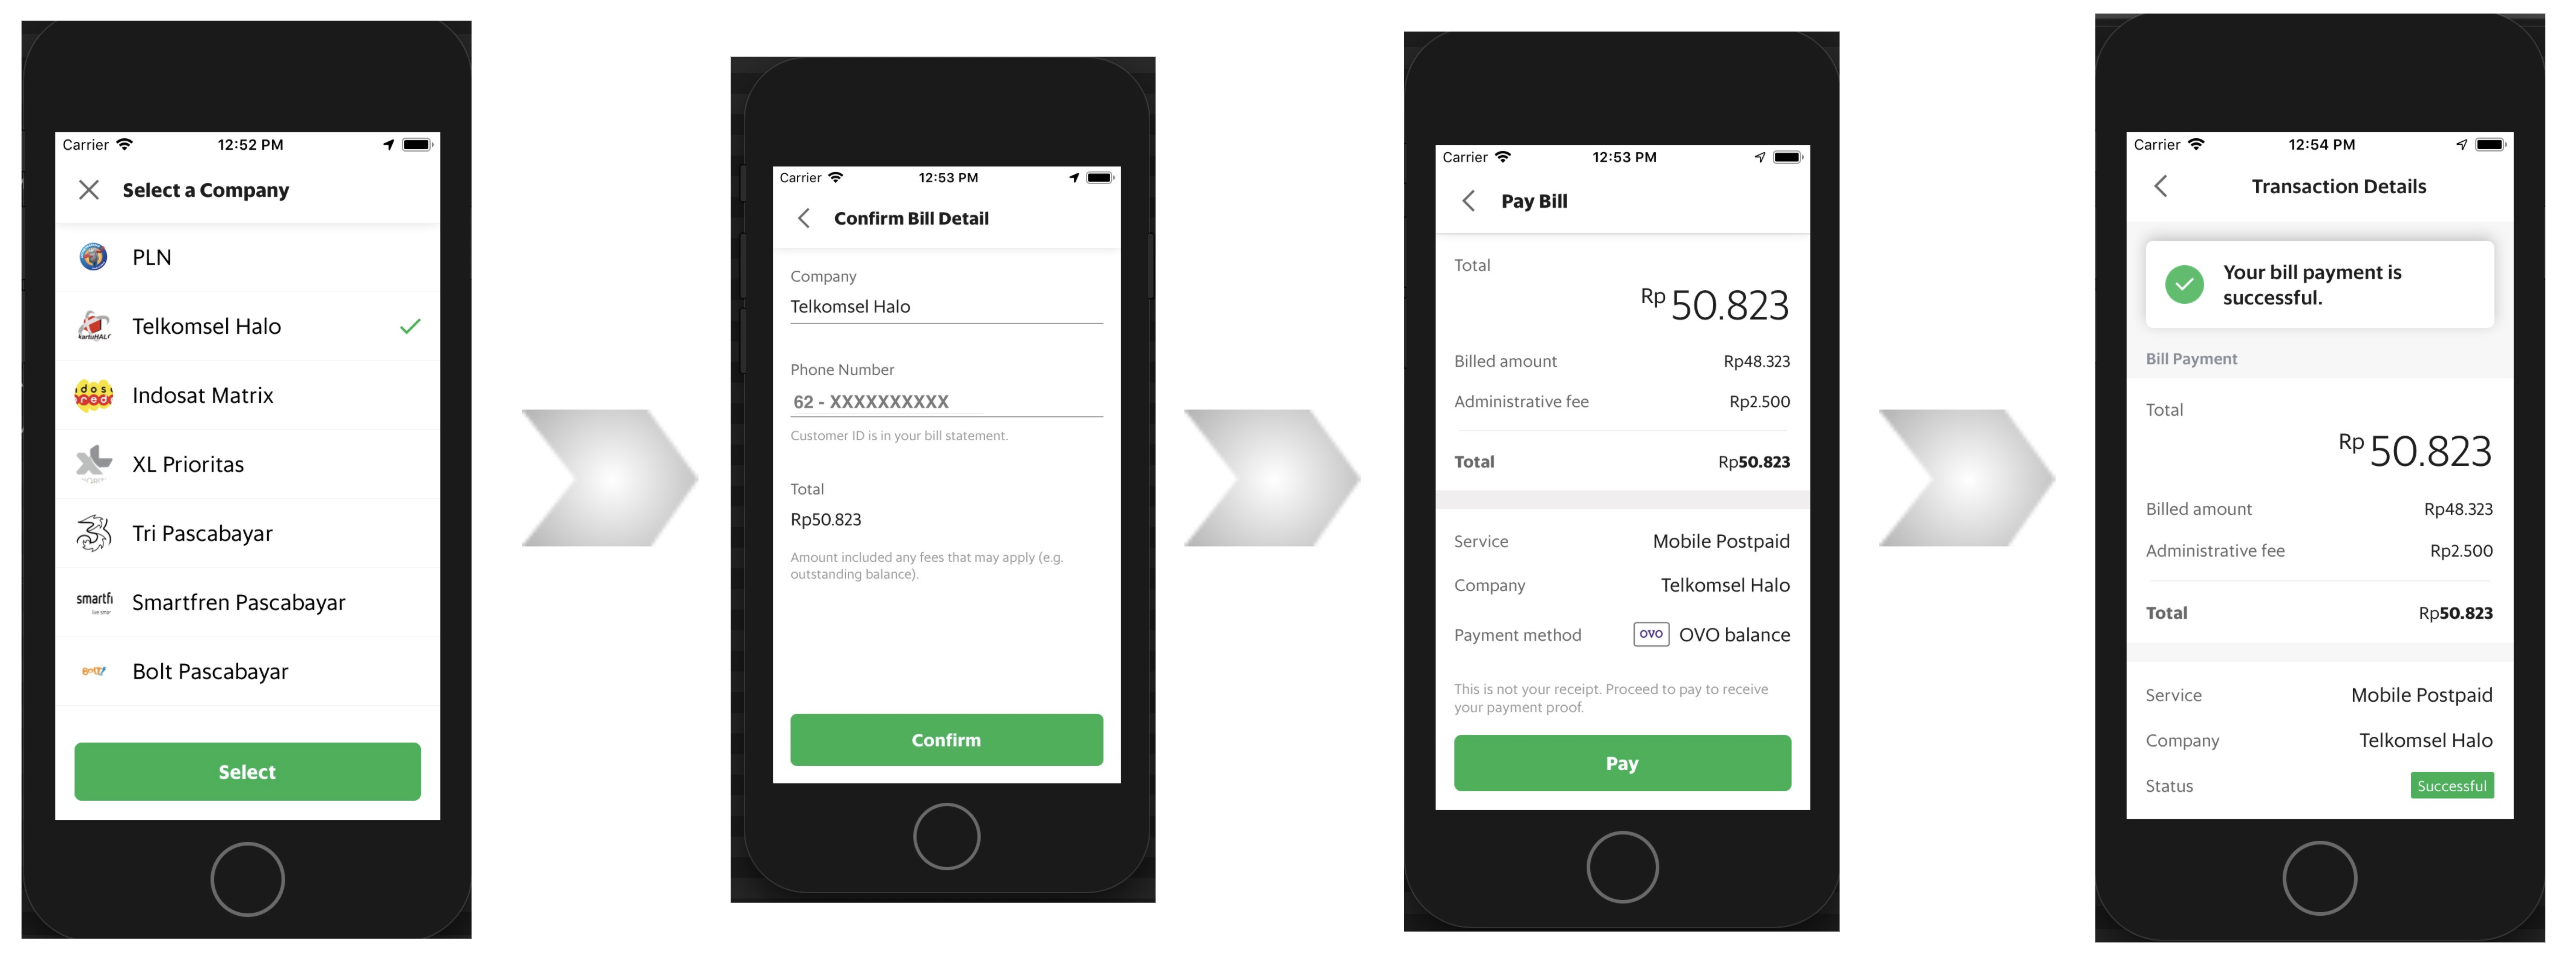 Carrier 12:52 PM
Select a Company
PLN
Telkomsel Halo
Indosat Matrix
XL Prioritas
Tri Pascabayar
smartfr
Smartfren Pascabayar
Bolt Pascabayar
Select
Carrier 12:53 PM
Confirm Bill Detail
Company
Telkomsel Halo
Phone Number
62 - XXXXXXXXXX
Customer ID is in your bill statement.
Total
Rp50.823
Amount included any fees that may apply (e.g.
outstanding balance).
Confirm
Carrier 12:53 PM
Pay Bill
Total
Rp 50.823
Billed amount Rp48.323
Administrative fee Rp2.500
Total Rp50.823
Service Mobile Postpaid
Company Telkomsel Halo
Payment method OVO OVO balance
This is not your receipt. Proceed to pay to receive
your payment proof.
Pay
Carrier 12:54 PM
Transaction Details
Your bill payment is
successful.
Bill Payment
Total
Rp 50.823
Billed amount Rp48.323
Administrative fee Rp2.500
Total Rp50.823
Service Mobile Postpaid
Company Telkomsel Halo
Status Successful